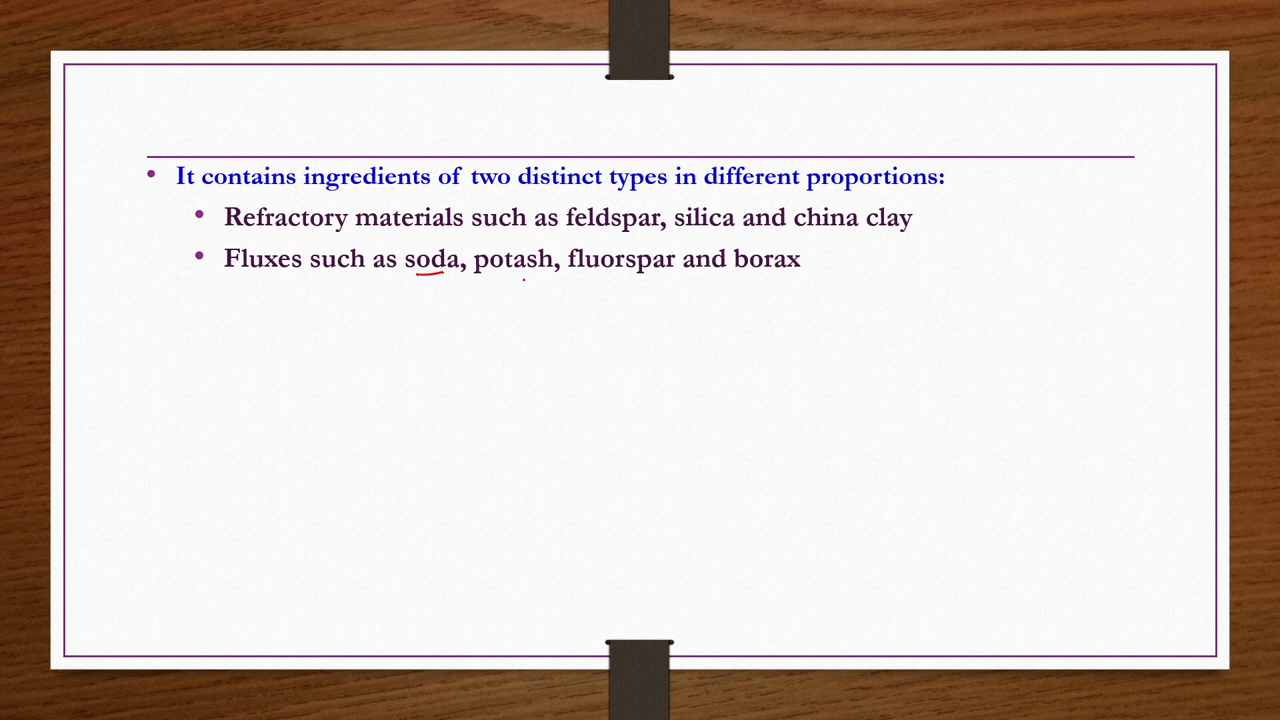 • It contains ingredients of two distinct types in different proportions:
• Refractory materials such as feldspar, silica and china clay
• Fluxes such as soda, potash, fluorspar and borax